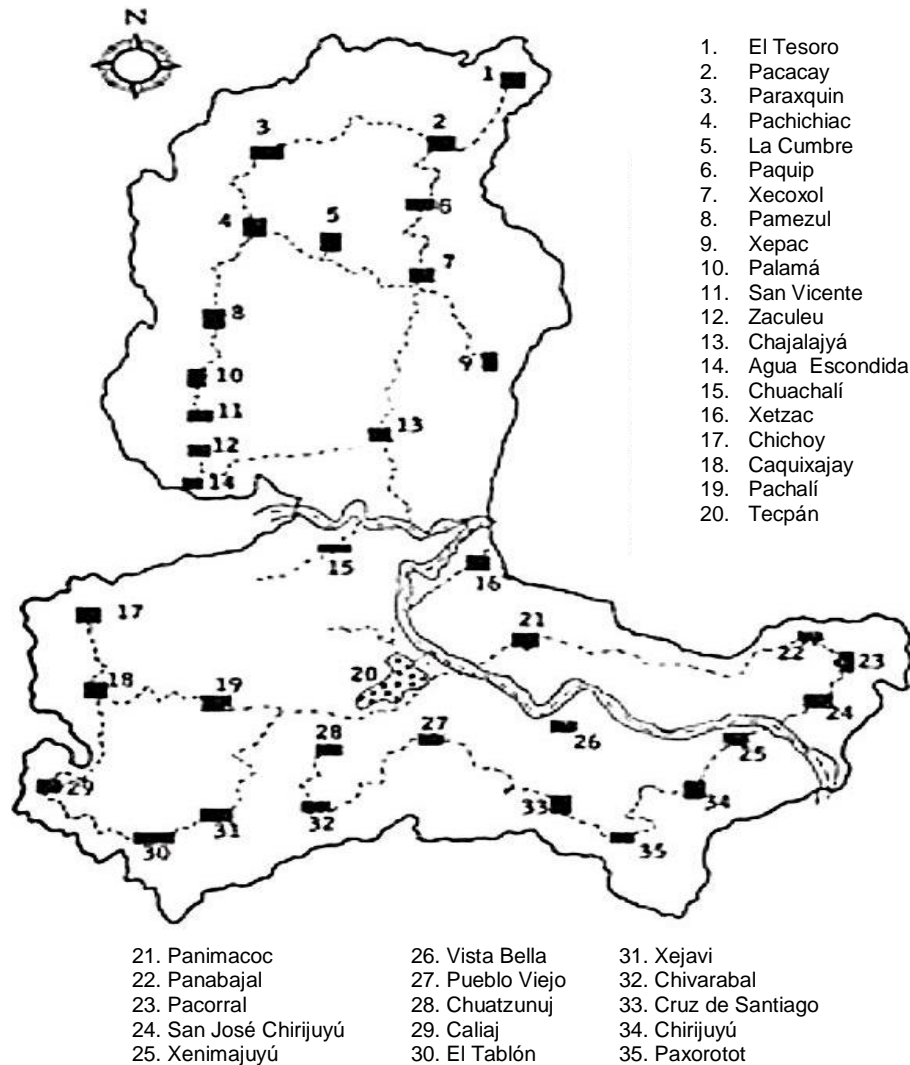 N
1
2
3
6
4
5
7
8
9
10
11
13
12
14
15
16
17
21
22
23
18
19
20
24
28
27
26
25
29
34
32
33
31
30
35
1. El Tesoro
2. Pacacay
3. Paraxquin
4. Pachichiac
5. La Cumbre
6. Paquip
7. Xecoxol
8. Pamezul
9. Xepac
10. Palamá
11. San Vicente
12. Zaculeu
13. Chajalajyá
14. Agua Escondida
15. Chuachalí
16. Xetzac
17. Chichoy
18. Caquixajay
19. Pachalí
20. Tecpán
21. Panimacoc
22. Panabajal
23. Pacorral
24. San José Chirijuyú
25. Xenimajuyú
26. Vista Bella
27. Pueblo Viejo
28. Chuatzunuj
29. Caliaj
30. El Tablón
31. Xejavi
32. Chivarabal
33. Cruz de Santiago
34. Chirijuyú
35. Paxorotot